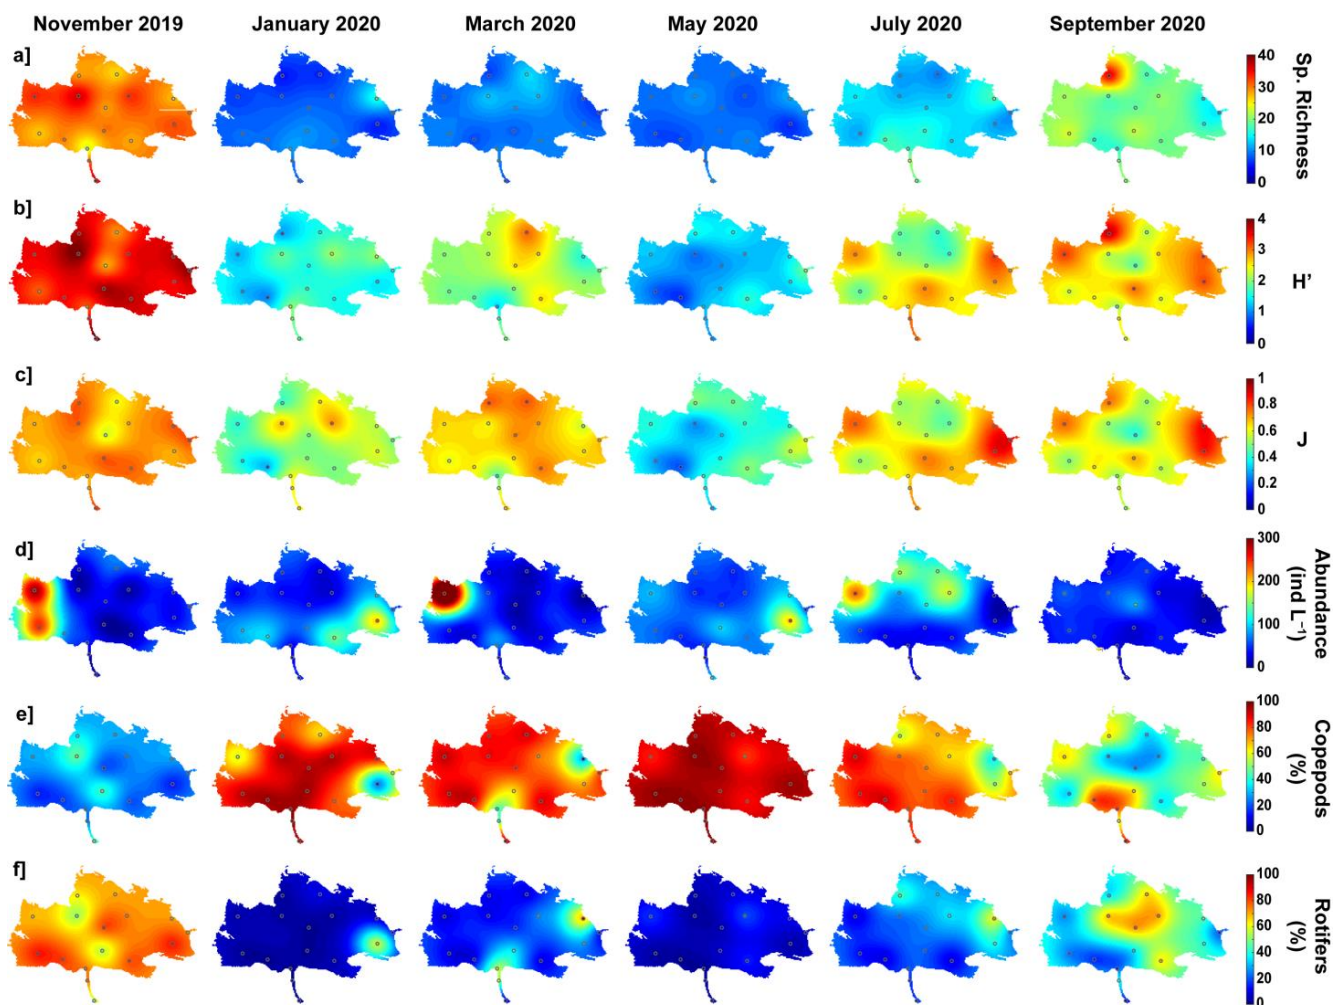 November 2019 January 2020 March 2020 May 2020 July 2020 September 2020
a]
40
30
20
10
0
Sp. Richness
b]
4
3
2
1
0
H'
c]
1
0.8
0.6
0.4
0.2
0
J
d]
300
200
100
0
Abundance
(ind L⁻¹)
e]
100
80
60
40
20
0
Copepods
(%)
f]
100
80
60
40
20
0
Rotifers
(%)